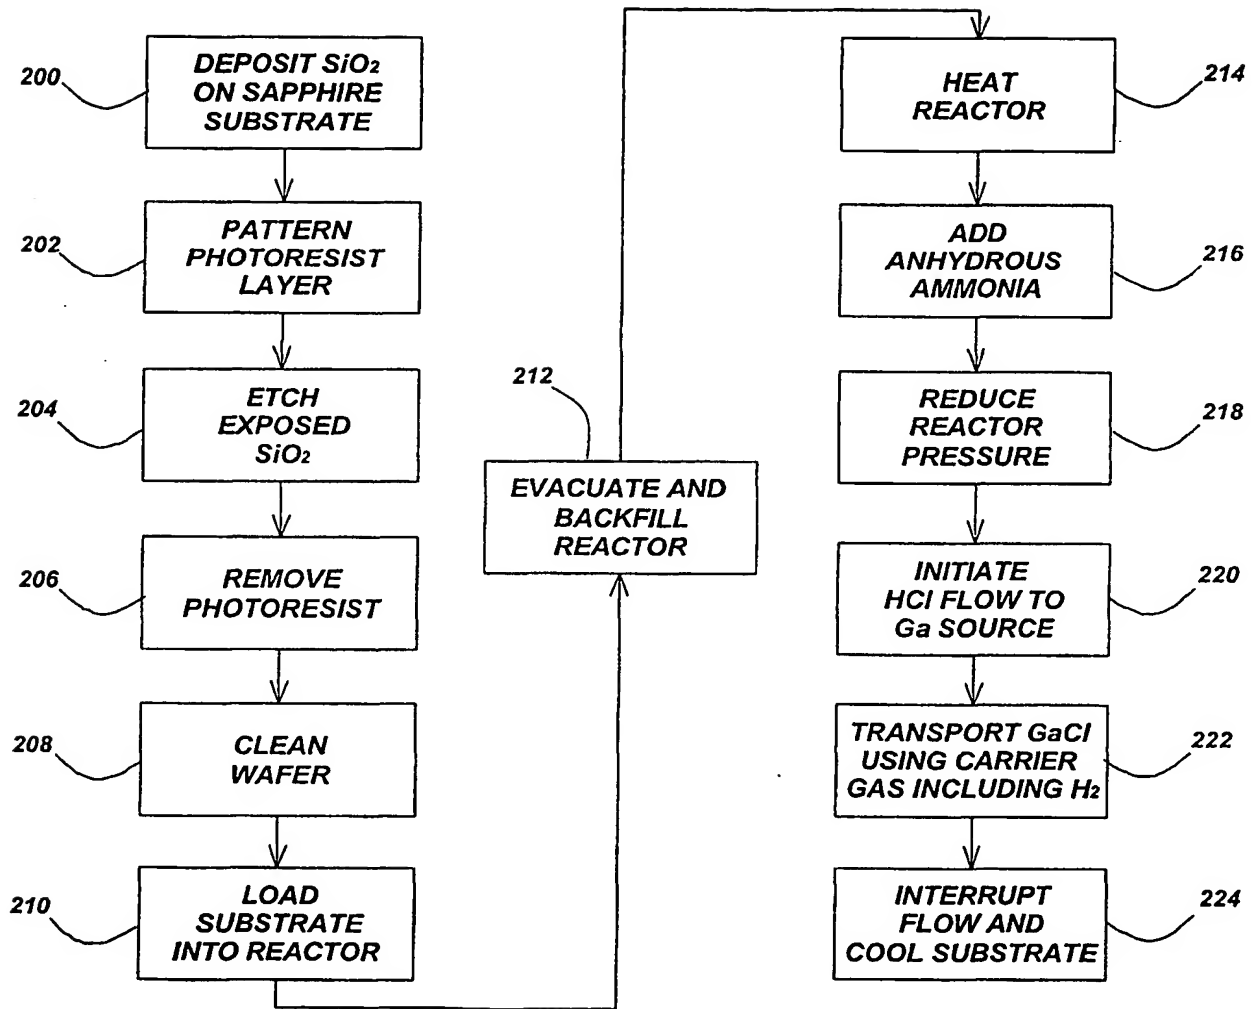 200
DEPOSIT SiO₂
ON SAPPHIRE
SUBSTRATE
202
PATTERN
PHOTORESIST
LAYER
204
ETCH
EXPOSED
SiO₂
206
REMOVE
PHOTORESIST
208
CLEAN
WAFER
210
LOAD
SUBSTRATE
INTO REACTOR
212
EVACUATE AND
BACKFILL
REACTOR
214
HEAT
REACTOR
216
ADD
ANHYDROUS
AMMONIA
218
REDUCE
REACTOR
PRESSURE
220
INITIATE
HCl FLOW TO
Ga SOURCE
222
TRANSPORT GaCl
USING CARRIER
GAS INCLUDING H₂
224
INTERRUPT
FLOW AND
COOL SUBSTRATE